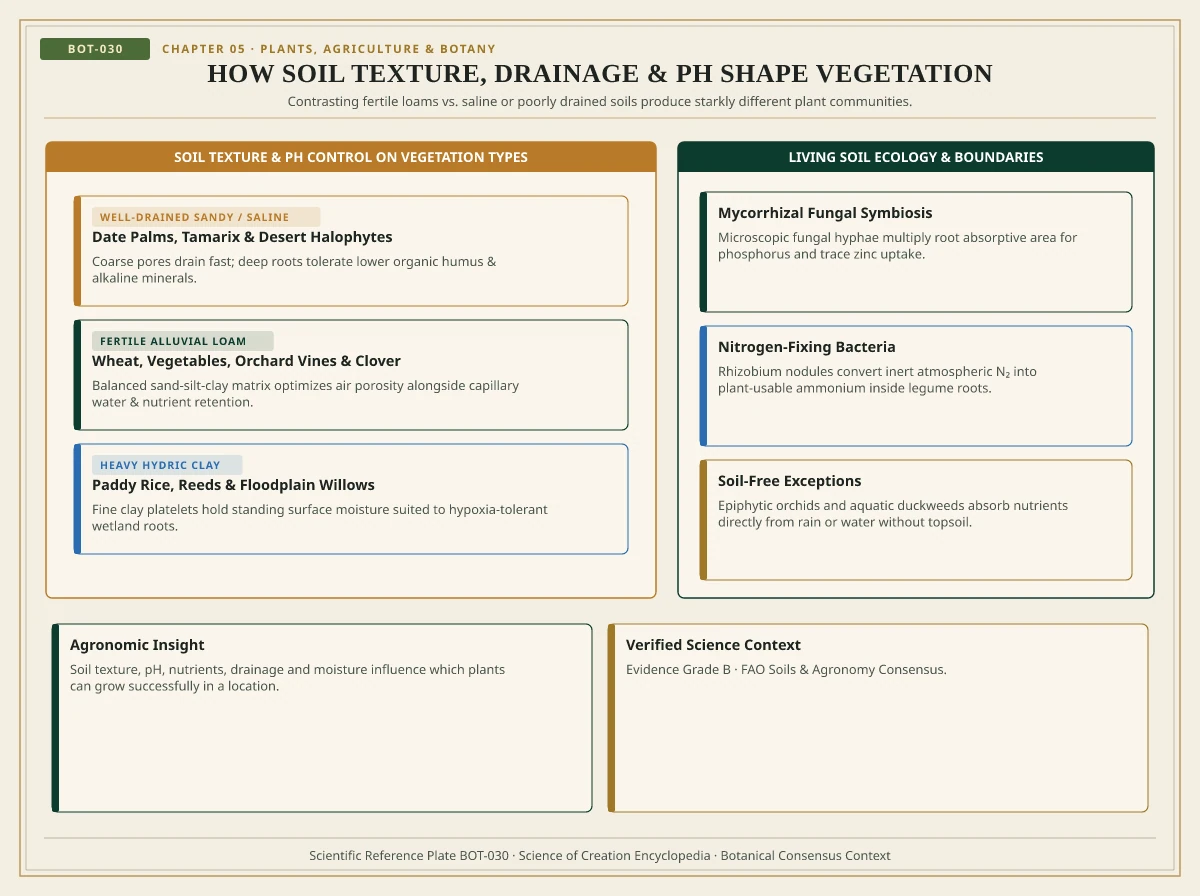 BOT-030
CHAPTER 05 · PLANTS, AGRICULTURE & BOTANY
HOW SOIL TEXTURE, DRAINAGE & PH SHAPE VEGETATION
Contrasting fertile loams vs. saline or poorly drained soils produce starkly different plant communities.
SOIL TEXTURE & PH CONTROL ON VEGETATION TYPES
WELL-DRAINED SANDY / SALINE
Date Palms, Tamarix & Desert Halophytes
Coarse pores drain fast; deep roots tolerate lower organic humus &
alkaline minerals.
FERTILE ALLUVIAL LOAM
Wheat, Vegetables, Orchard Vines & Clover
Balanced sand-silt-clay matrix optimizes air porosity alongside capillary
water & nutrient retention.
HEAVY HYDRIC CLAY
Paddy Rice, Reeds & Floodplain Willows
Fine clay platelets hold standing surface moisture suited to hypoxia-tolerant
wetland roots.
LIVING SOIL ECOLOGY & BOUNDARIES
Mycorrhizal Fungal Symbiosis
Microscopic fungal hyphae multiply root absorptive area for
phosphorus and trace zinc uptake.
Nitrogen-Fixing Bacteria
Rhizobium nodules convert inert atmospheric N₂ into
plant-usable ammonium inside legume roots.
Soil-Free Exceptions
Epiphytic orchids and aquatic duckweeds absorb nutrients
directly from rain or water without topsoil.
Agronomic Insight
Soil texture, pH, nutrients, drainage and moisture influence which plants
can grow successfully in a location.
Verified Science Context
Evidence Grade B · FAO Soils & Agronomy Consensus.
Scientific Reference Plate BOT-030 · Science of Creation Encyclopedia · Botanical Consensus Context